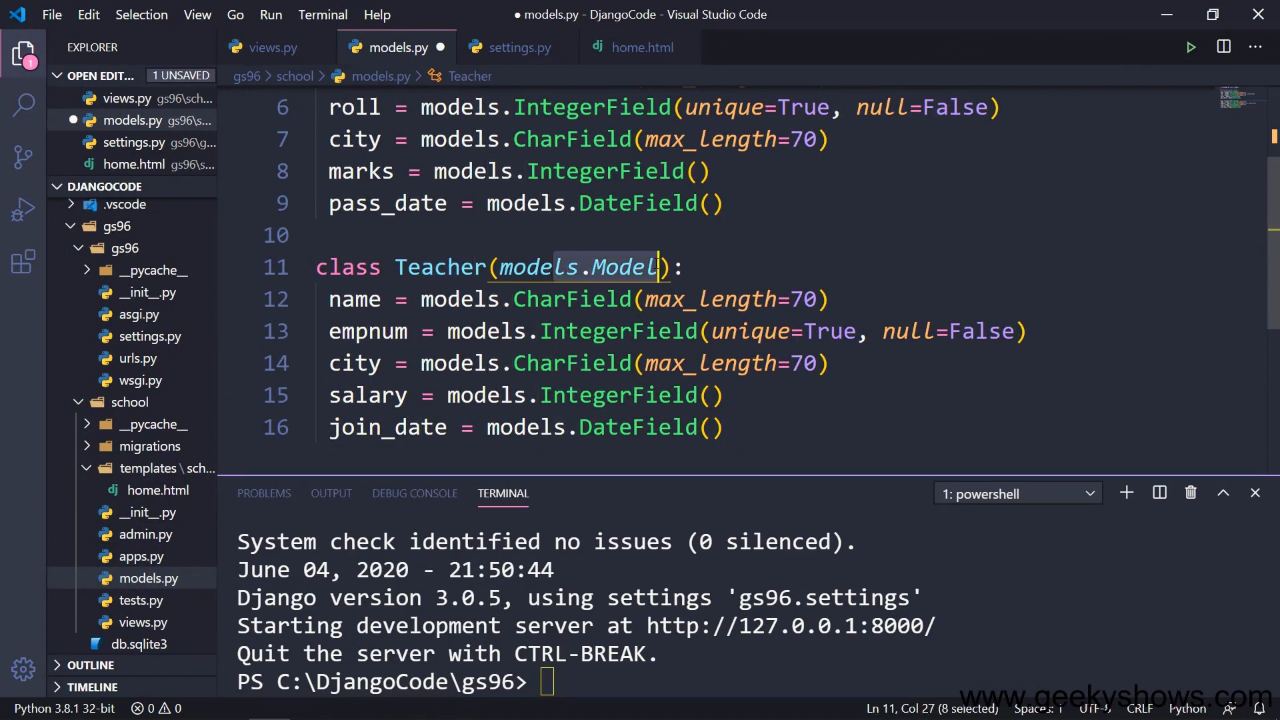 File Edit Selection View Go Run Terminal Help ● models.py - DjangoCode - Visual Studio Code
EXPLORER
views.py models.py ● settings.py home.html
OPEN EDIT... 1 UNSAVED
gs96 > school > models.py > Teacher
views.py gs96\sc...
models.py gs96\s...
settings.py gs96\g...
home.html gs96\s...
DJANGOCODE
.vscode
gs96
gs96
__pycache__
__init__.py
asgi.py
settings.py
urls.py
wsgi.py
school
__pycache__
migrations
templates \ sch...
home.html
__init__.py
admin.py
apps.py
models.py
tests.py
views.py
db.sqlite3
OUTLINE
TIMELINE
6 roll = models.IntegerField(unique=True, null=False)
7 city = models.CharField(max_length=70)
8 marks = models.IntegerField()
9 pass_date = models.DateField()
10
11 class Teacher(models.Model):
12 name = models.CharField(max_length=70)
13 empnum = models.IntegerField(unique=True, null=False)
14 city = models.CharField(max_length=70)
15 salary = models.IntegerField()
16 join_date = models.DateField()
PROBLEMS OUTPUT DEBUG CONSOLE TERMINAL 1: powershell
System check identified no issues (0 silenced).
June 04, 2020 - 21:50:44
Django version 3.0.5, using settings 'gs96.settings'
Starting development server at http://127.0.0.1:8000/
Quit the server with CTRL-BREAK.
PS C:\DjangoCode\gs96>
www.geekyshows.com
Python 3.8.1 32-bit 0 0 Ln 11, Col 27 (8 selected) Spaces: 1 UTF-8 CRLF Python